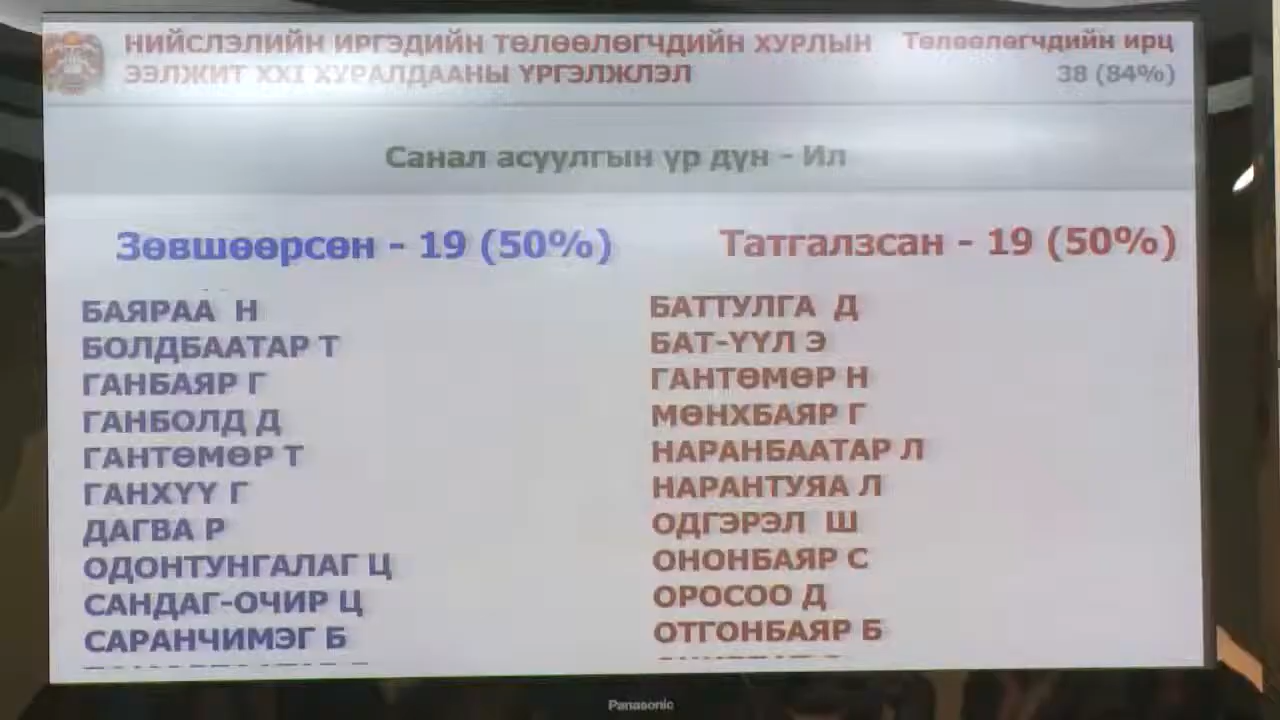 НИЙСЛЭЛИЙН ИРГЭДИЙН ТӨЛӨӨЛӨГЧДИЙН ХУРЛЫН
ЭЭЛЖИТ XXI ХУРАЛДААНЫ ҮРГЭЛЖЛЭЛ
Төлөөлөгчдийн ирц
38 (84%)
Санал асуулгын үр дүн - Ил
Зөвшөөрсөн - 19 (50%)
БАЯРАА Н
БОЛДБААТАР Т
ГАНБАЯР Г
ГАНБОЛД Д
ГАНТӨМӨР Т
ГАНХҮҮ Г
ДАГВА Р
ОДОНТУНГАЛАГ Ц
САНДАГ-ОЧИР Ц
САРАНЧИМЭГ Б
Татгалзсан - 19 (50%)
БАТТУЛГА Д
БАТ-ҮҮЛ Э
ГАНТӨМӨР Н
МӨНХБАЯР Г
НАРАНБААТАР Л
НАРАНТУЯА Л
ОДГЭРЭЛ Ш
ОНОНБАЯР С
ОРОСОО Д
ОТГОНБАЯР Б
Panasonic